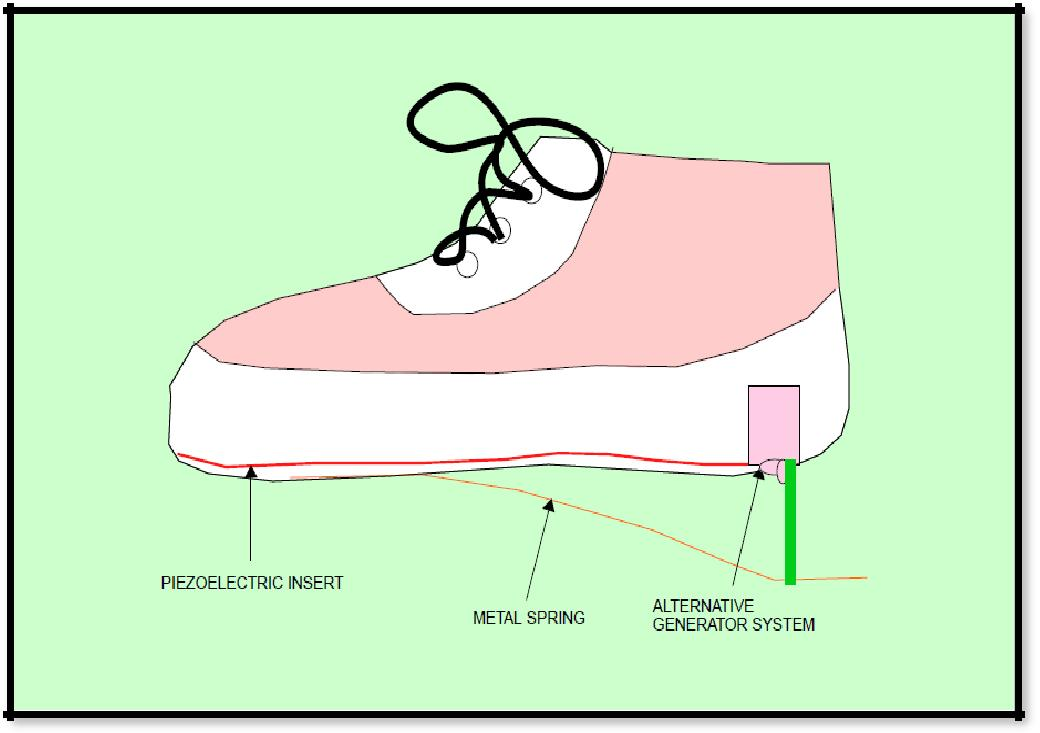 PIEZOELECTRIC INSERT
METAL SPRING
ALTERNATIVE
GENERATOR SYSTEM